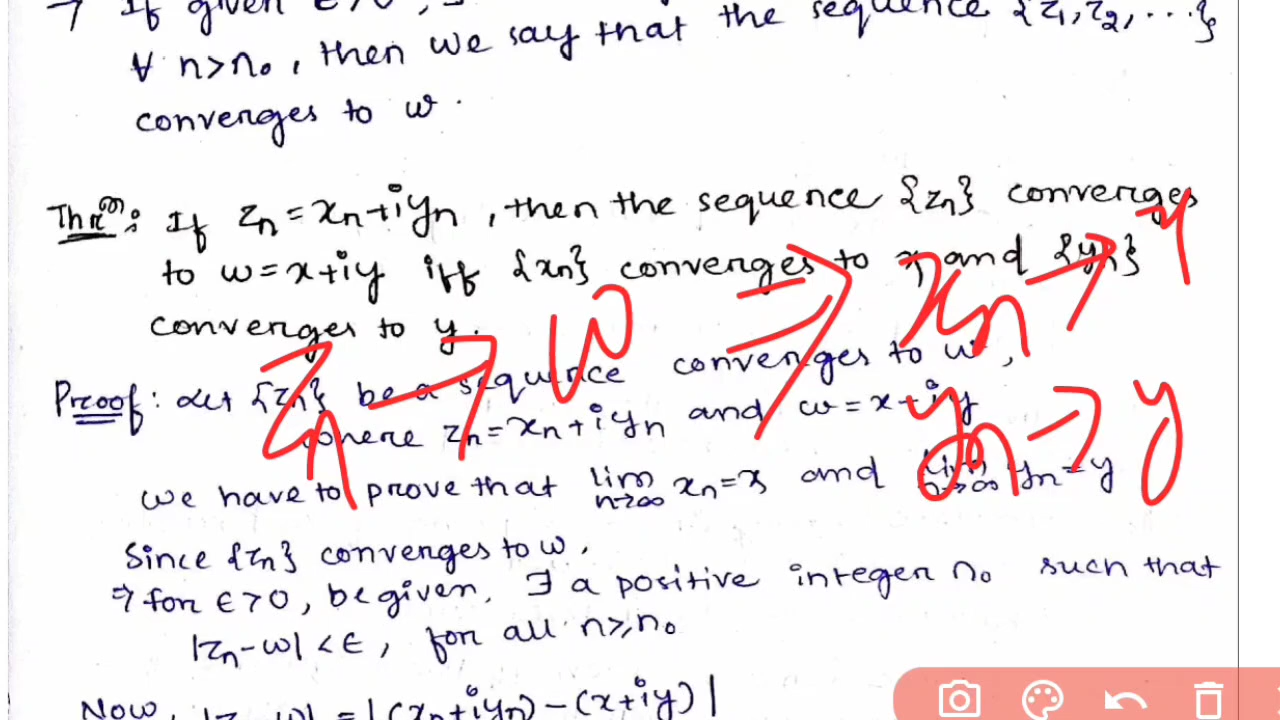 → If given ϵ>0, ∃
∀ n>n₀, then we say that the sequence {z₁,z₂,...}
converges to w.
Thrᵐ: If zₙ=xₙ+iyₙ, then the sequence {zₙ} converges
to w=x+iy iff {xₙ} converges to x and {yₙ}
converges to y.
zₙ → w ⇒ xₙ → x
yₙ → y
Proof: Let {zₙ} be a sequence converges to w,
where zₙ=xₙ+iyₙ and w=x+iy
we have to prove that lim n→∞ xₙ=x and lim n→∞ yₙ=y
Since {zₙ} converges to w.
⇒ for ϵ>0, be given, ∃ a positive integer n₀ such that
|zₙ-w| <ϵ, for all n≥n₀
Now, |zₙ-w| = |(xₙ+iyₙ)-(x+iy)|